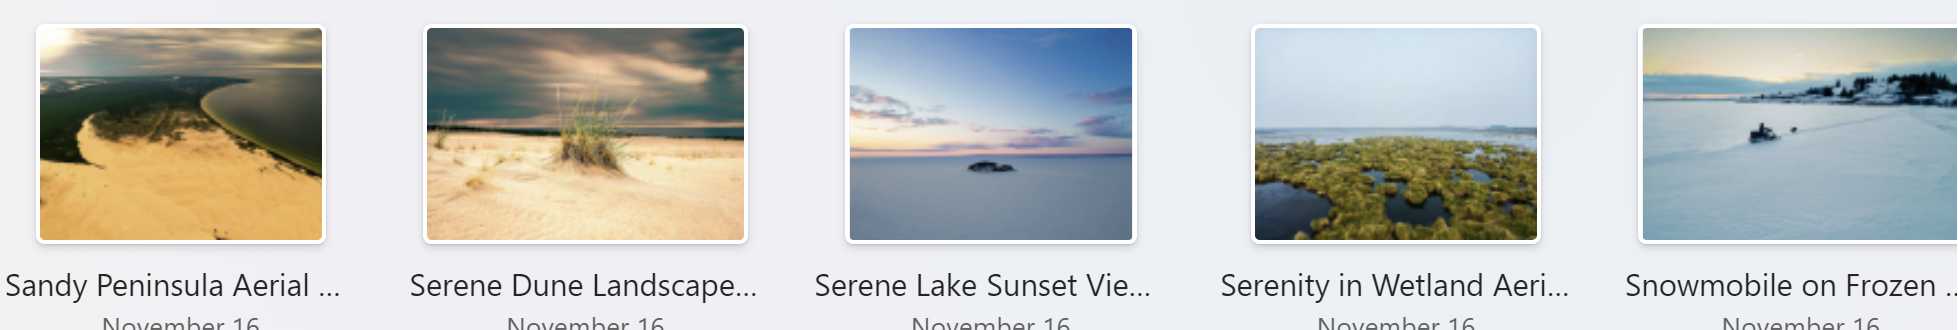 Sandy Peninsula Aerial ...
Serene Dune Landscape...
Serene Lake Sunset Vie...
Serenity in Wetland Aeri...
Snowmobile on Frozen ...
November 16
November 16
November 16
November 16
November 16